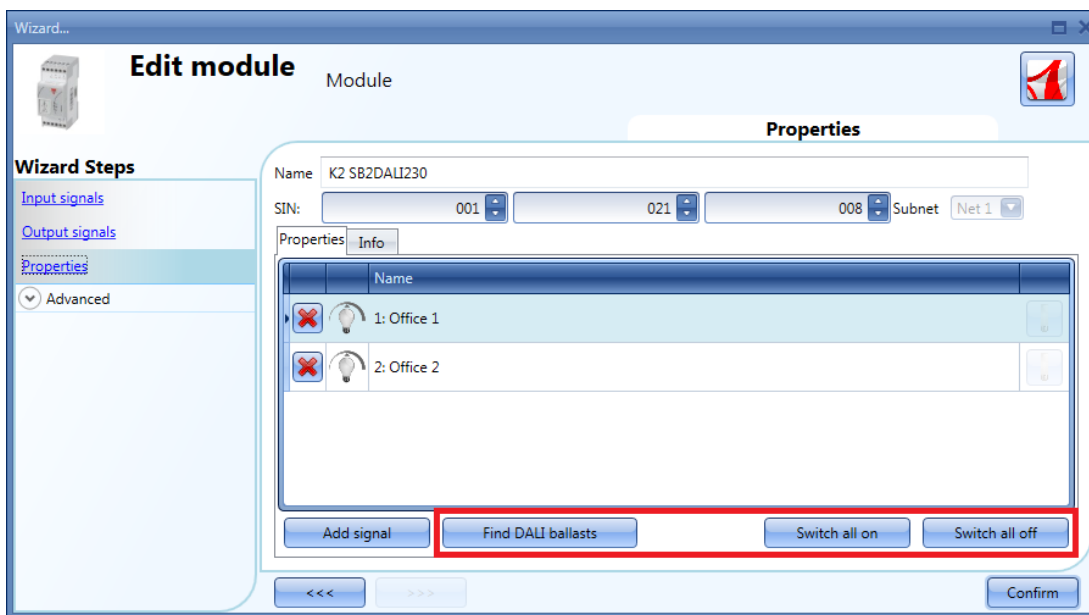 Wizard...
Edit module
Module
Properties
Wizard Steps
Input signals
Output signals
Properties
Advanced
Name K2 SB2DALI230
SIN: 001 021 008 Subnet Net 1
Properties Info
Name
1: Office 1
2: Office 2
Add signal Find DALI ballasts Switch all on Switch all off
<<< >>> Confirm